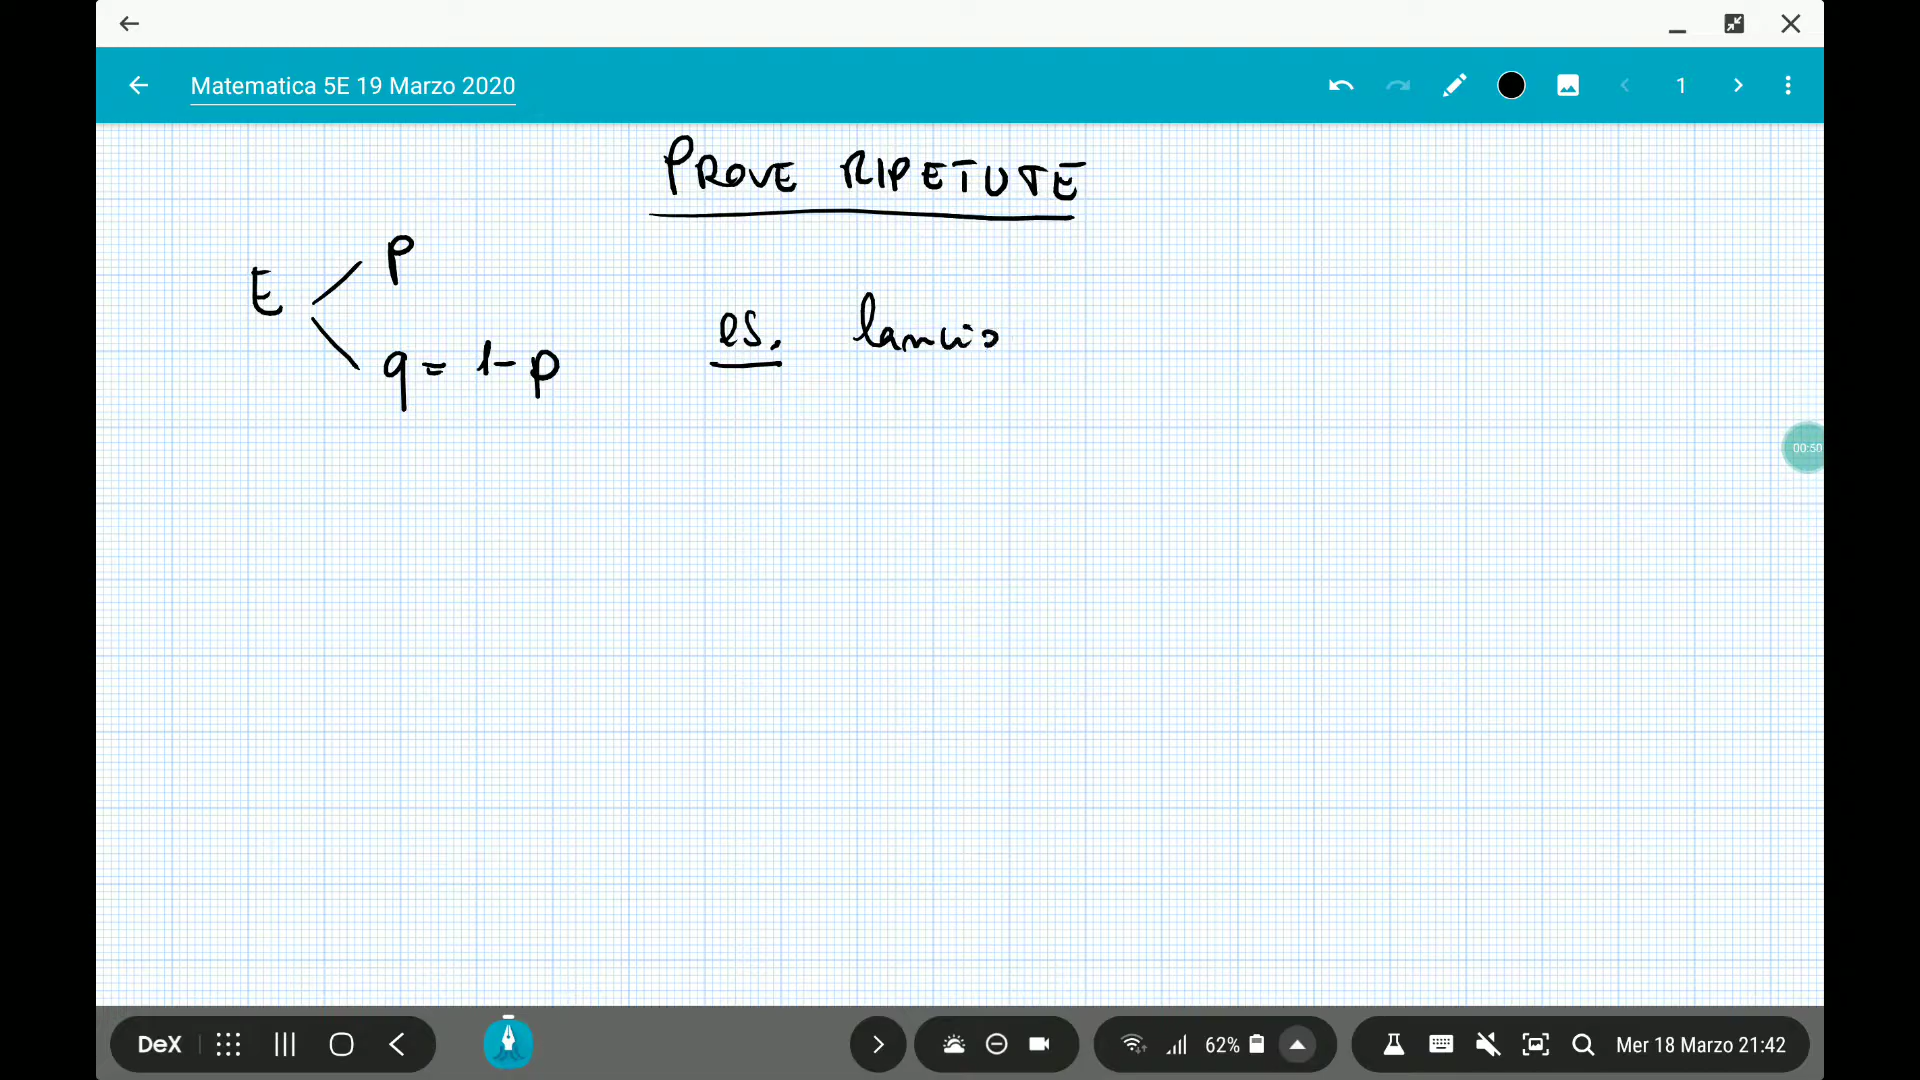 Matematica 5E 19 Marzo 2020
1
PROVE RIPETUTE
E
p
q = 1 - p
es. lancio
00:50
DeX
62%
Mer 18 Marzo 21:42